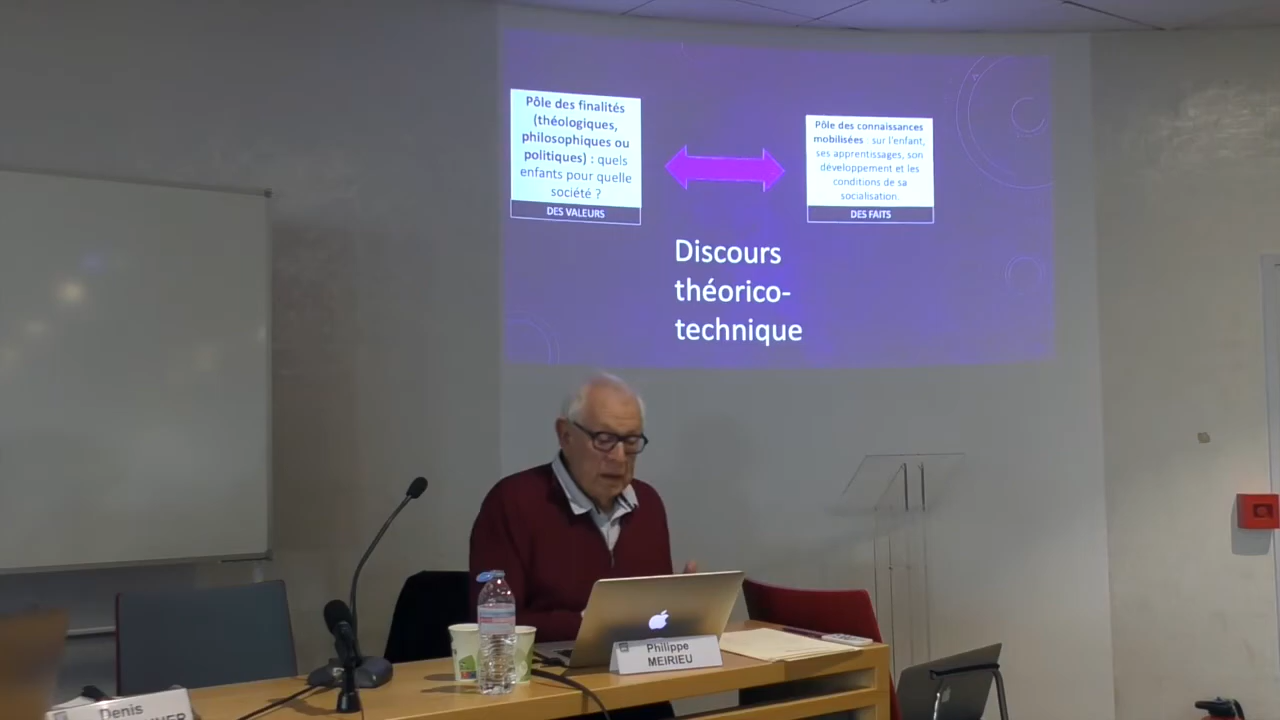 Pôle des finalités
(théologiques,
philosophiques ou
politiques) : quels
enfants pour quelle
société ?
DES VALEURS
Pôle des connaissances
mobilisées : sur l'enfant,
ses apprentissages, son
développement et les
conditions de sa
socialisation.
DES FAITS
Discours
théorico-
technique
Philippe
MEIRIEU
Denis